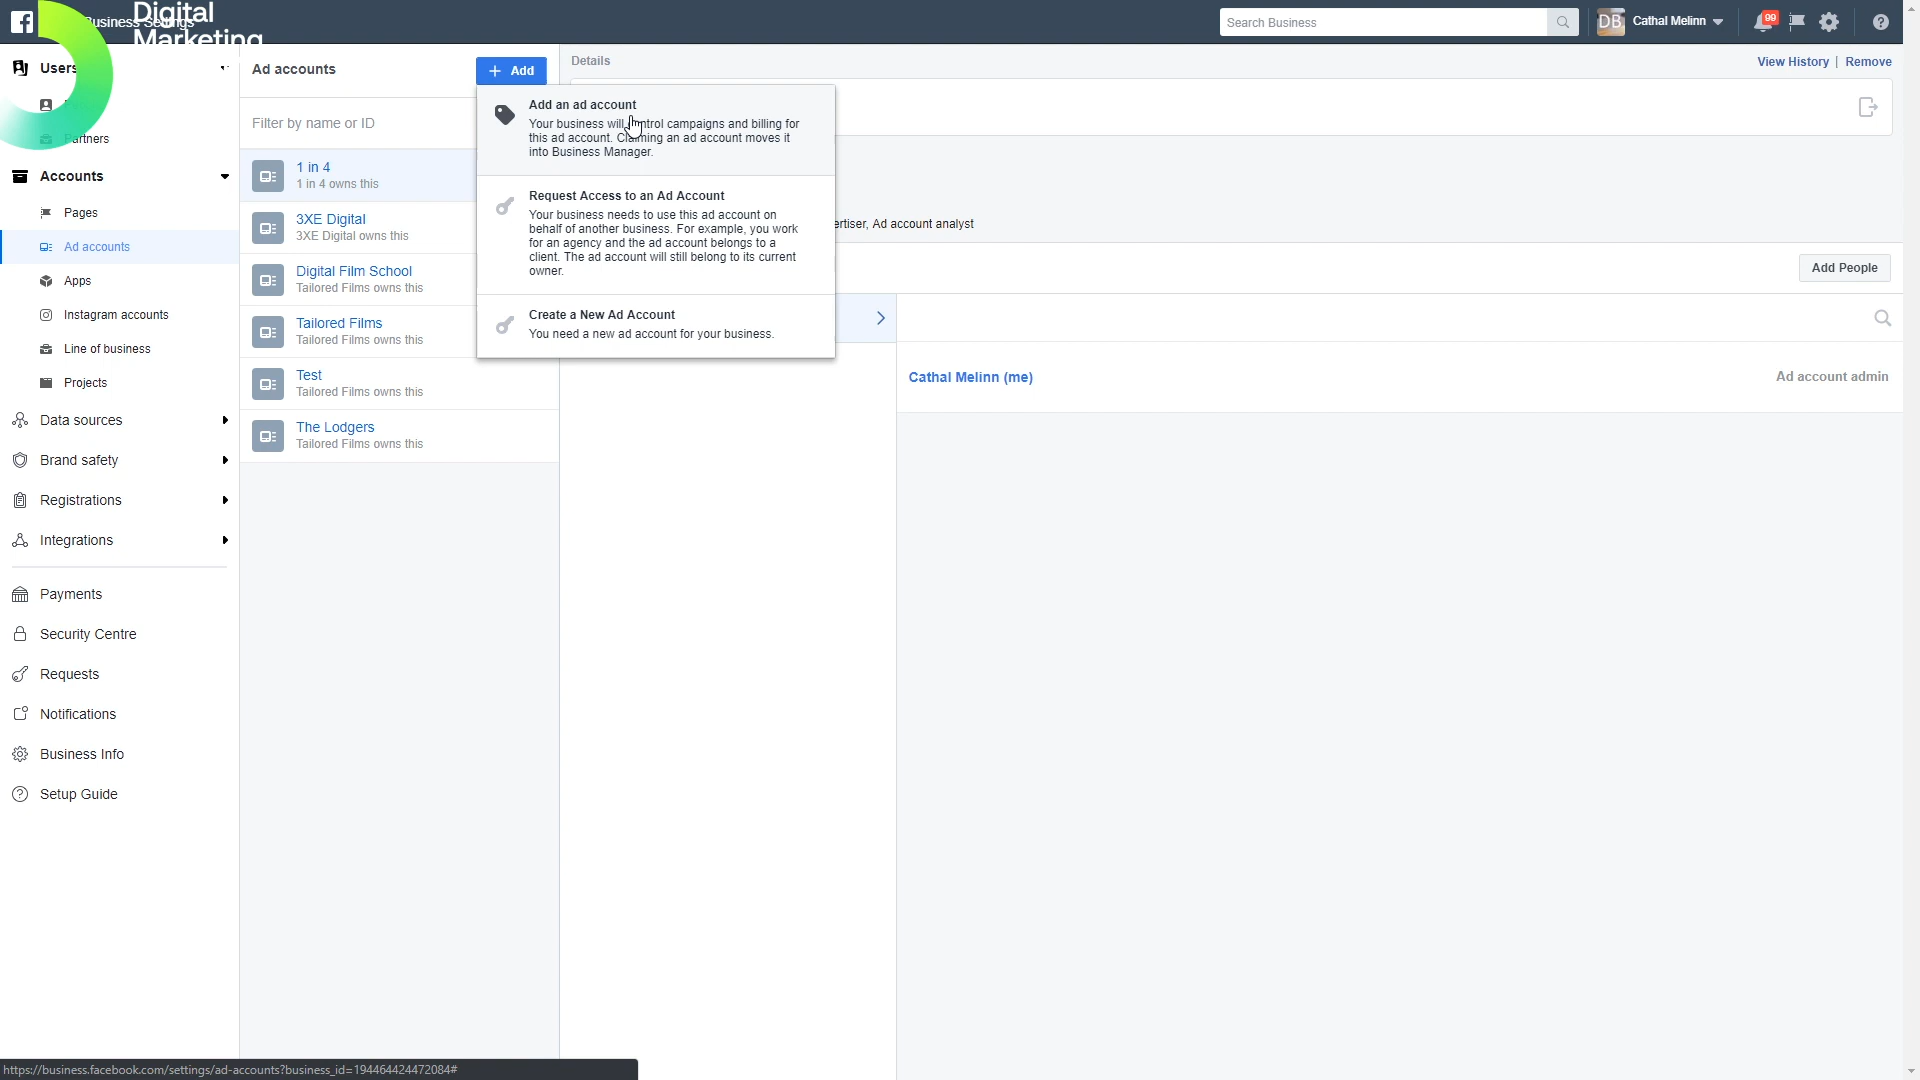 Digital
Marketing
Business Settings
Search Business
DB
Cathal Melinn
99
Users
Partners
Accounts
Pages
Ad accounts
Apps
Instagram accounts
Line of business
Projects
Data sources
Brand safety
Registrations
Integrations
Payments
Security Centre
Requests
Notifications
Business Info
Setup Guide
Ad accounts
+ Add
Filter by name or ID
1 in 4
1 in 4 owns this
3XE Digital
3XE Digital owns this
Digital Film School
Tailored Films owns this
Tailored Films
Tailored Films owns this
Test
Tailored Films owns this
The Lodgers
Tailored Films owns this
Add an ad account
Your business will control campaigns and billing for
this ad account. Claiming an ad account moves it
into Business Manager.
Request Access to an Ad Account
Your business needs to use this ad account on
behalf of another business. For example, you work
for an agency and the ad account belongs to a
client. The ad account will still belong to its current
owner.
Create a New Ad Account
You need a new ad account for your business.
Details
View History | Remove
ertiser, Ad account analyst
Add People
Cathal Melinn (me)
Ad account admin
https://business.facebook.com/settings/ad-accounts?business_id=194464424472084#